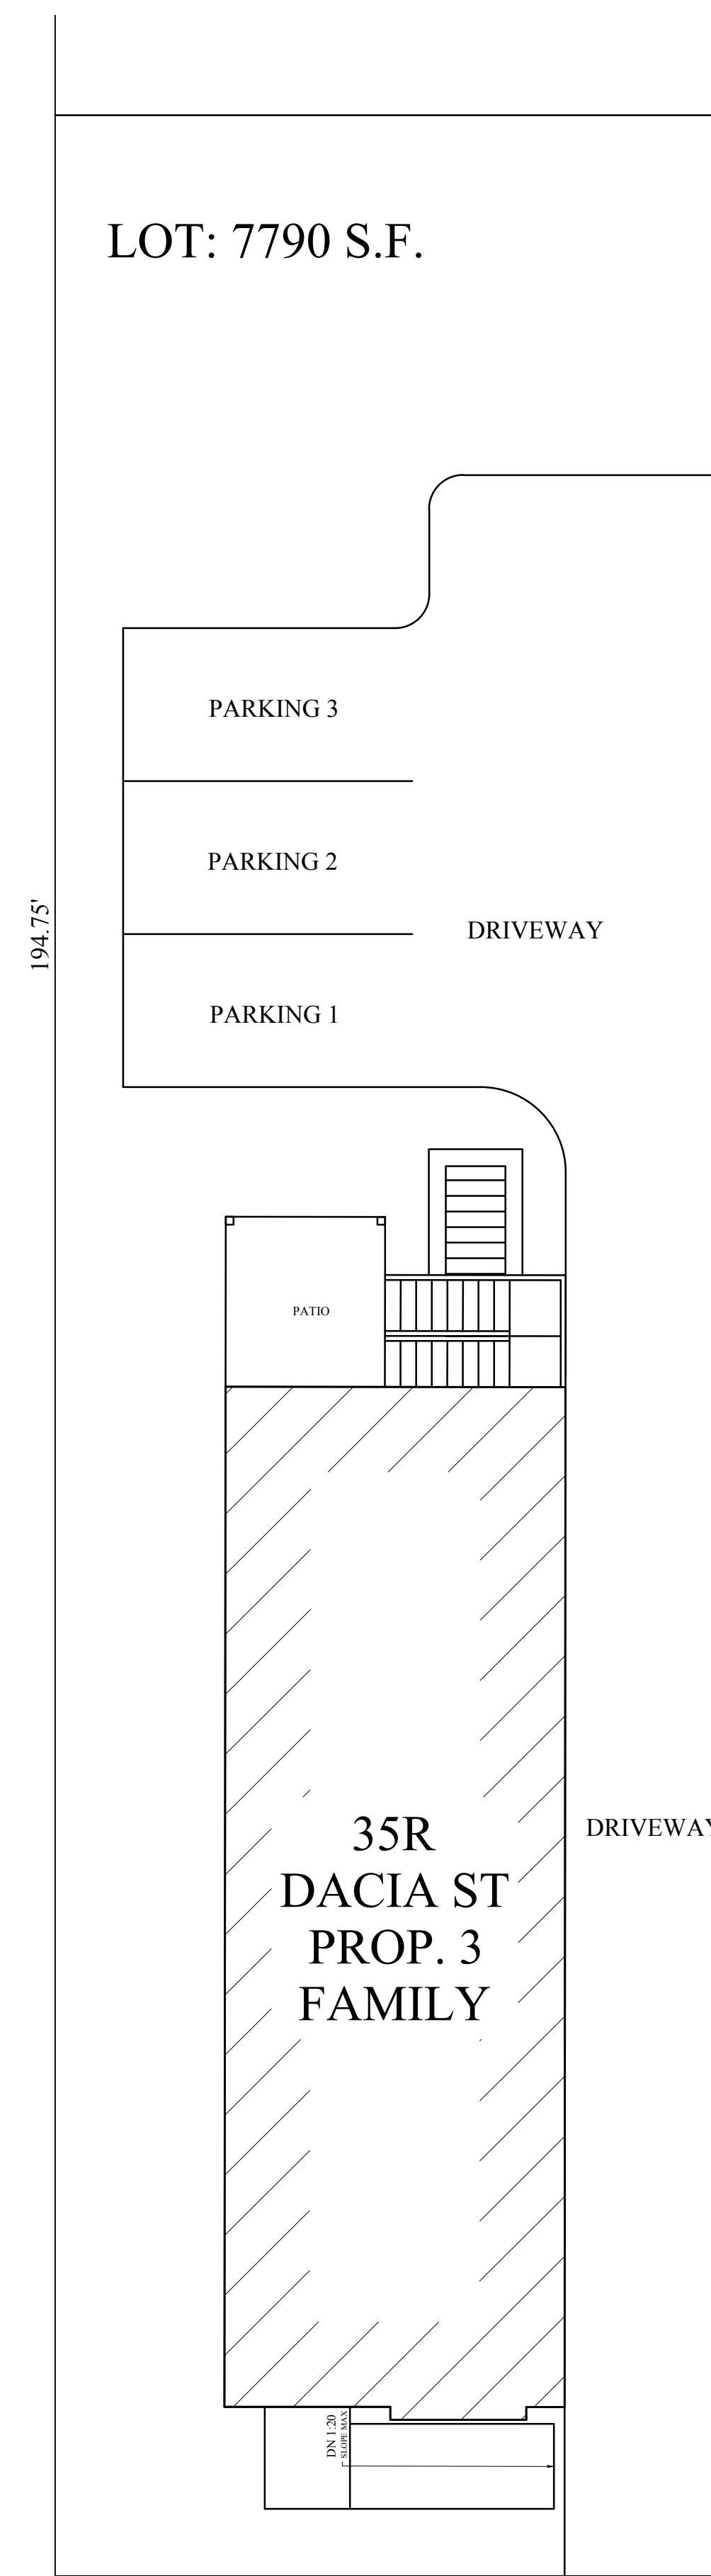 LOT: 7790 S.F.
PARKING 3
PARKING 2
194.75'
DRIVEWAY
PARKING 1
PATIO
35R
DACIA ST
PROP. 3
FAMILY
DRIVEWAY
DN 1:20
SLOPE MAX